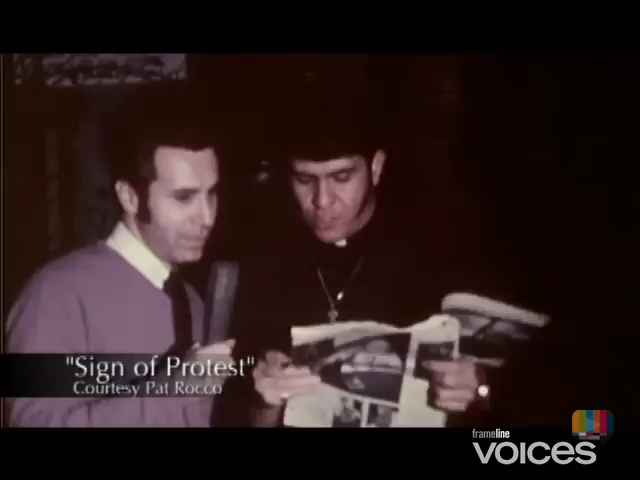 "Sign of Protest"
Courtesy Pat Rocco
frameline
VOICES